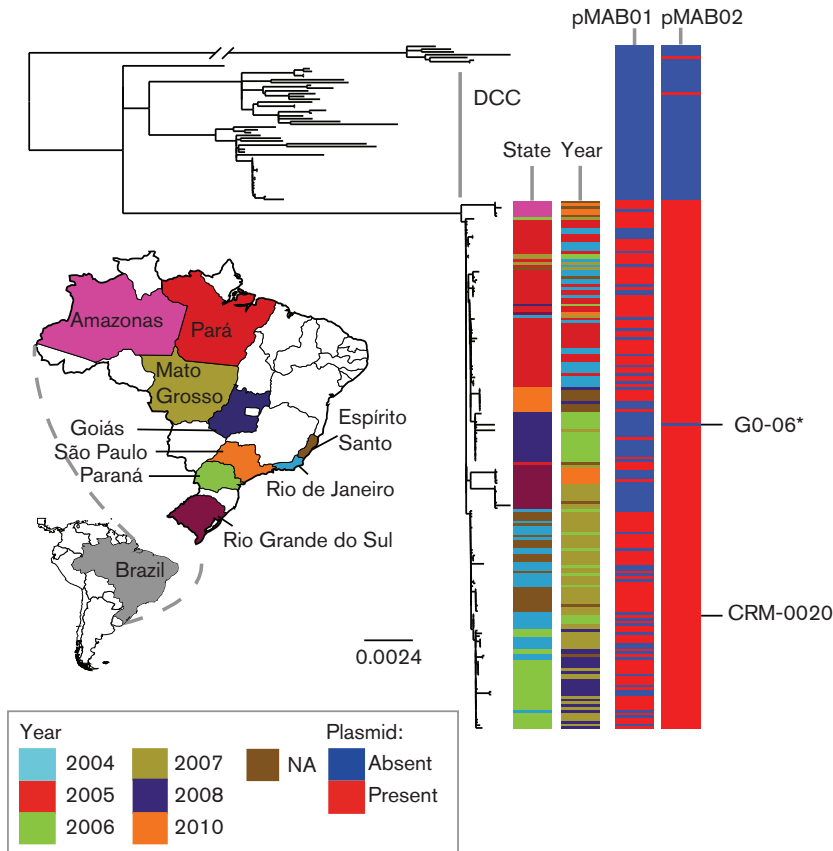 pMAB01 pMAB02
DCC
State Year
Amazonas
Pará
Mato
Grosso
Goiás
São Paulo
Paraná
Espírito
Santo
Rio de Janeiro
Rio Grande do Sul
Brazil
G0-06*
CRM-0020
0.0024
Year
Plasmid:
2004 2007 NA Absent
2005 2008 Present
2006 2010